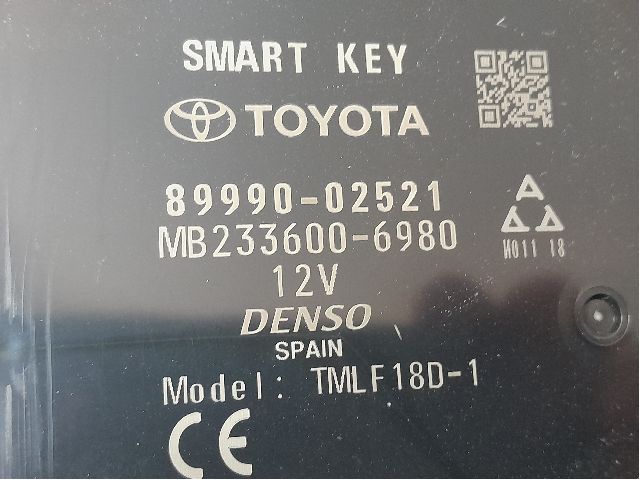 SMART KEY
TOYOTA
89990-02521
MB233600-6980
12V
DENSO
SPAIN
Model: TMLF18D-1
CE
A